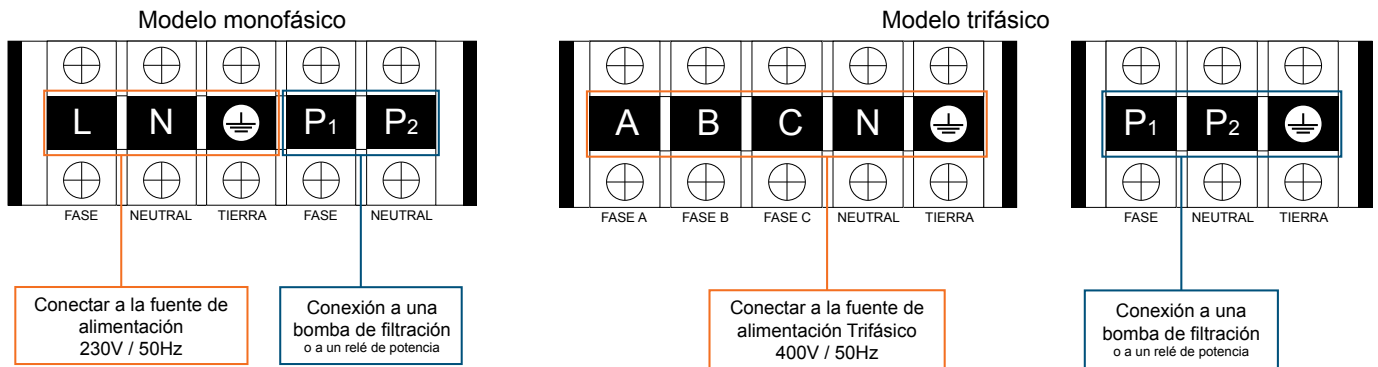 Modelo monofásico
L N P1 P2
FASE NEUTRAL TIERRA FASE NEUTRAL
Conectar a la fuente de
alimentación
230V / 50Hz
Conexión a una
bomba de filtración
o a un relé de potencia
Modelo trifásico
A B C N
FASE A FASE B FASE C NEUTRAL TIERRA
P1 P2
FASE NEUTRAL TIERRA
Conectar a la fuente de
alimentación Trifásico
400V / 50Hz
Conexión a una
bomba de filtración
o a un relé de potencia